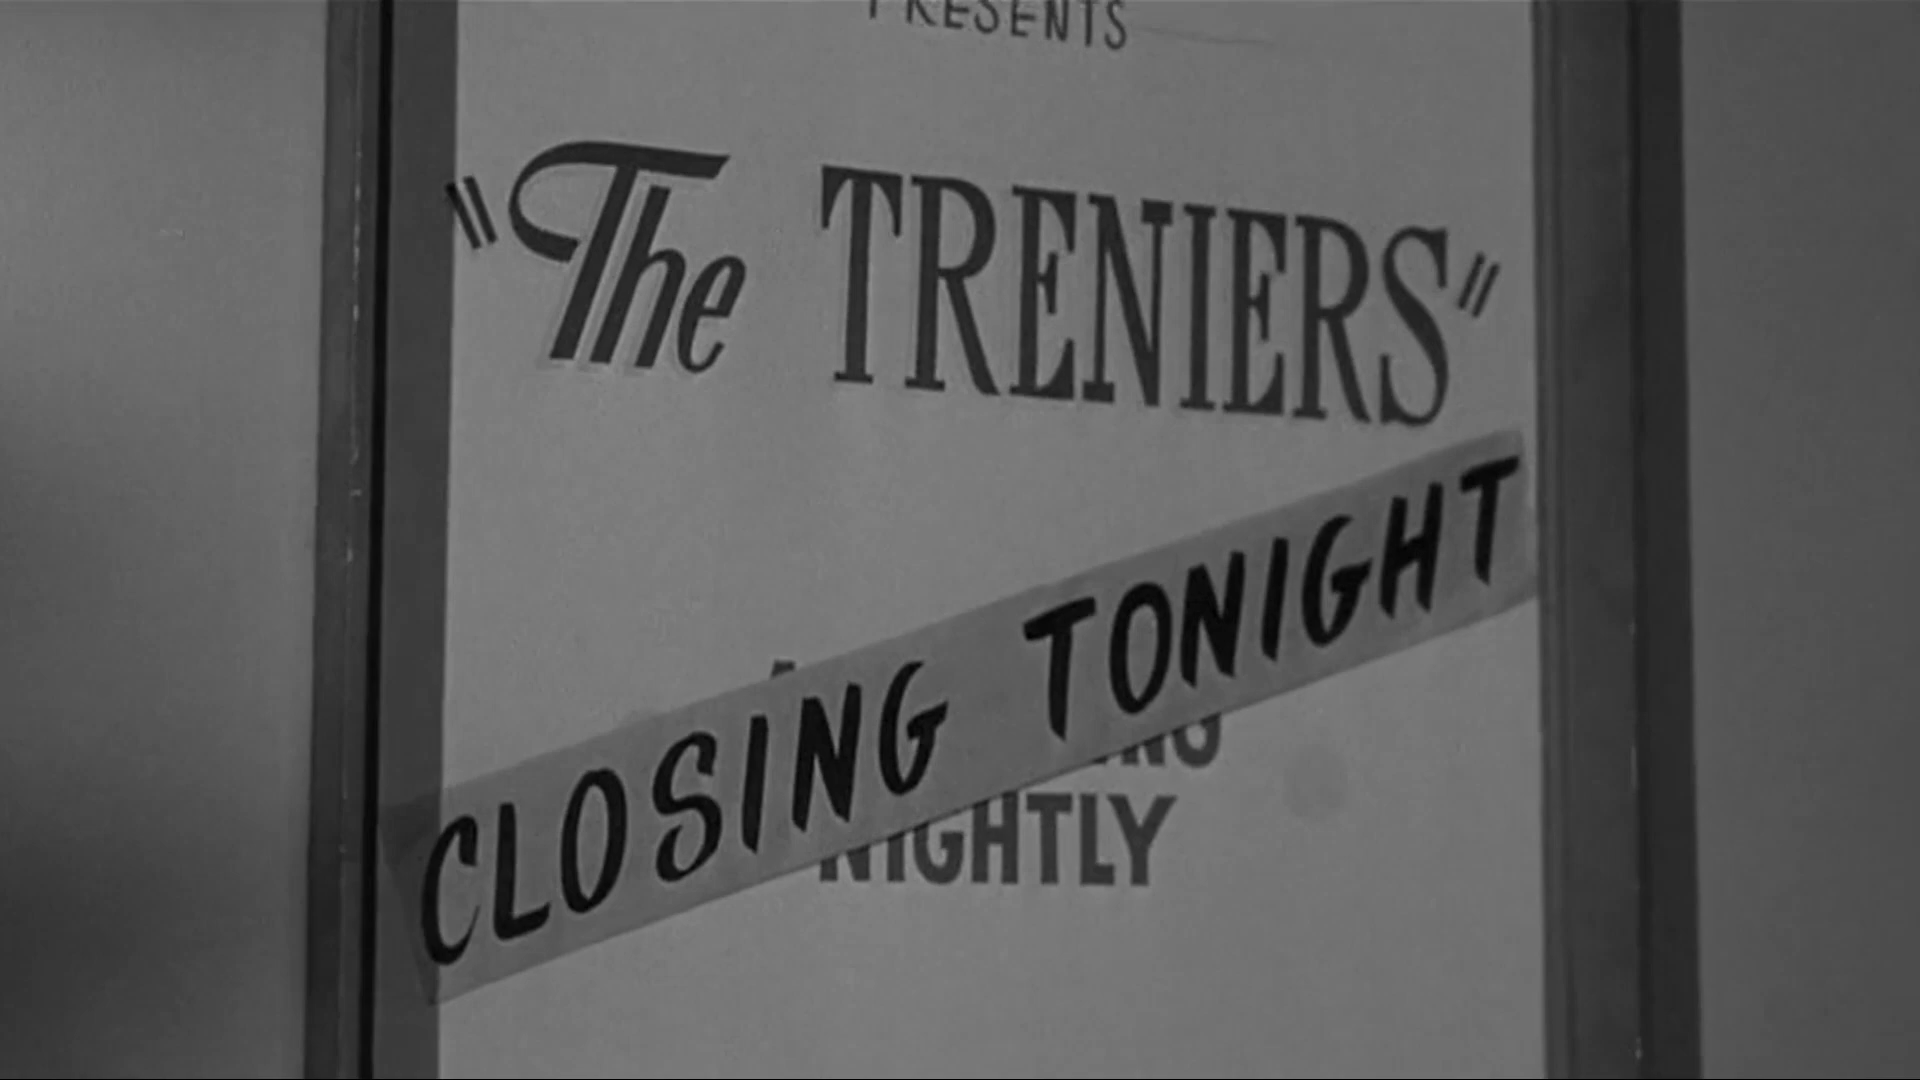 PRESENTS
"The TRENIERS"
CLOSING TONIGHT
NIGHTLY